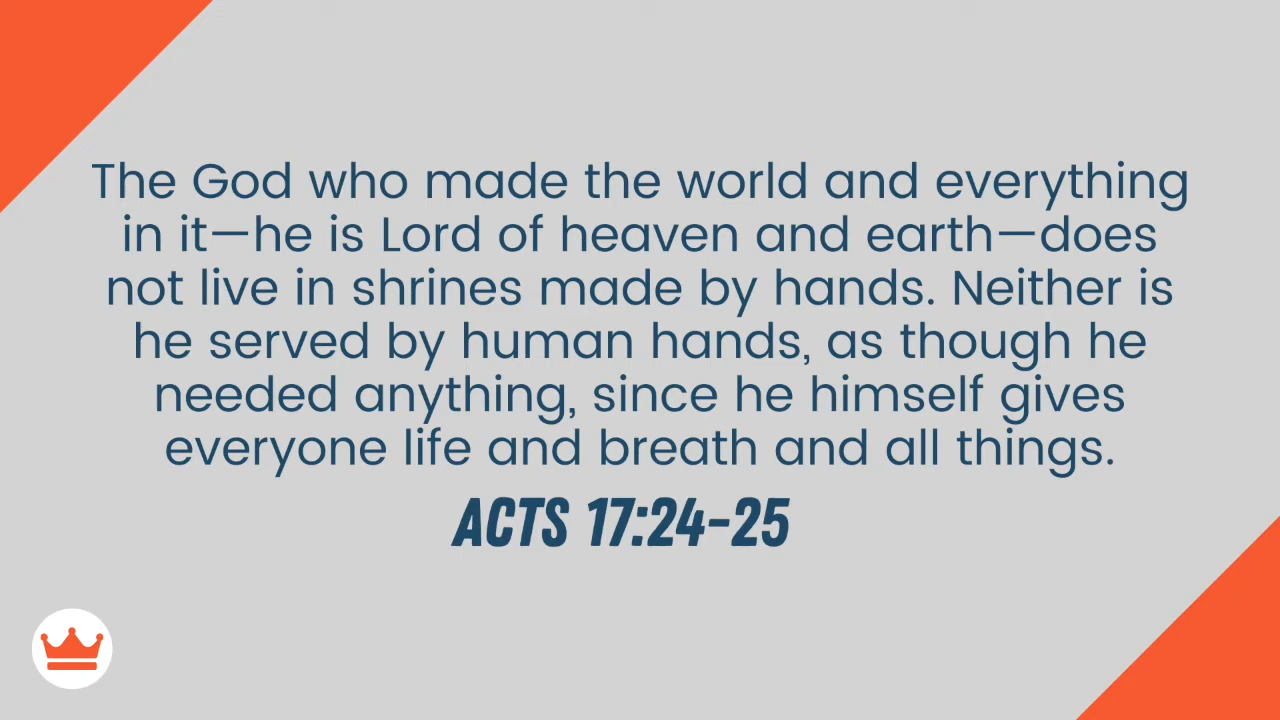 The God who made the world and everything
in it—he is Lord of heaven and earth—does
not live in shrines made by hands. Neither is
he served by human hands, as though he
needed anything, since he himself gives
everyone life and breath and all things.
ACTS 17:24-25